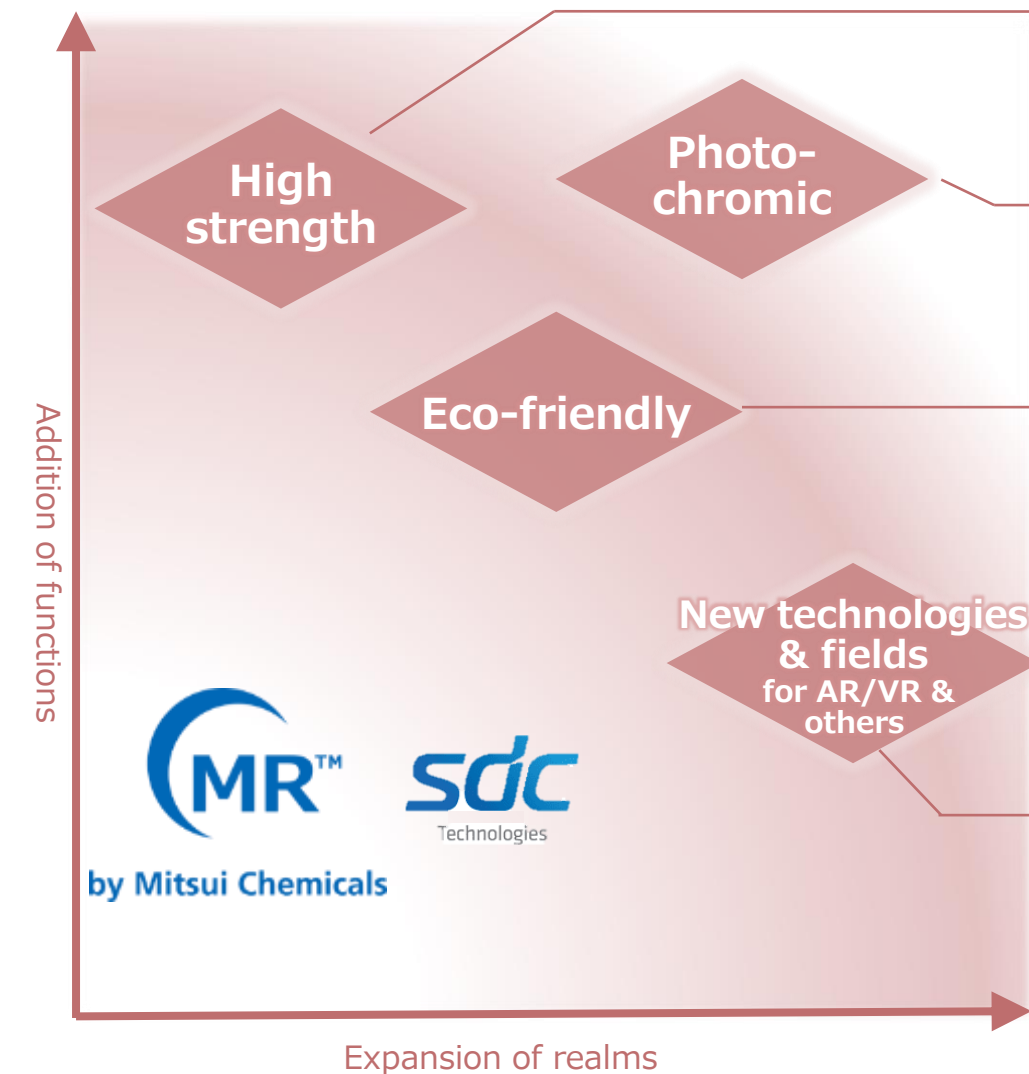 High
strength
Photo-
chromic
Eco-friendly
Addition of functions
New technologies
& fields
for AR/VR &
others
MR™
by Mitsui Chemicals
sdc
Technologies
Expansion of realms